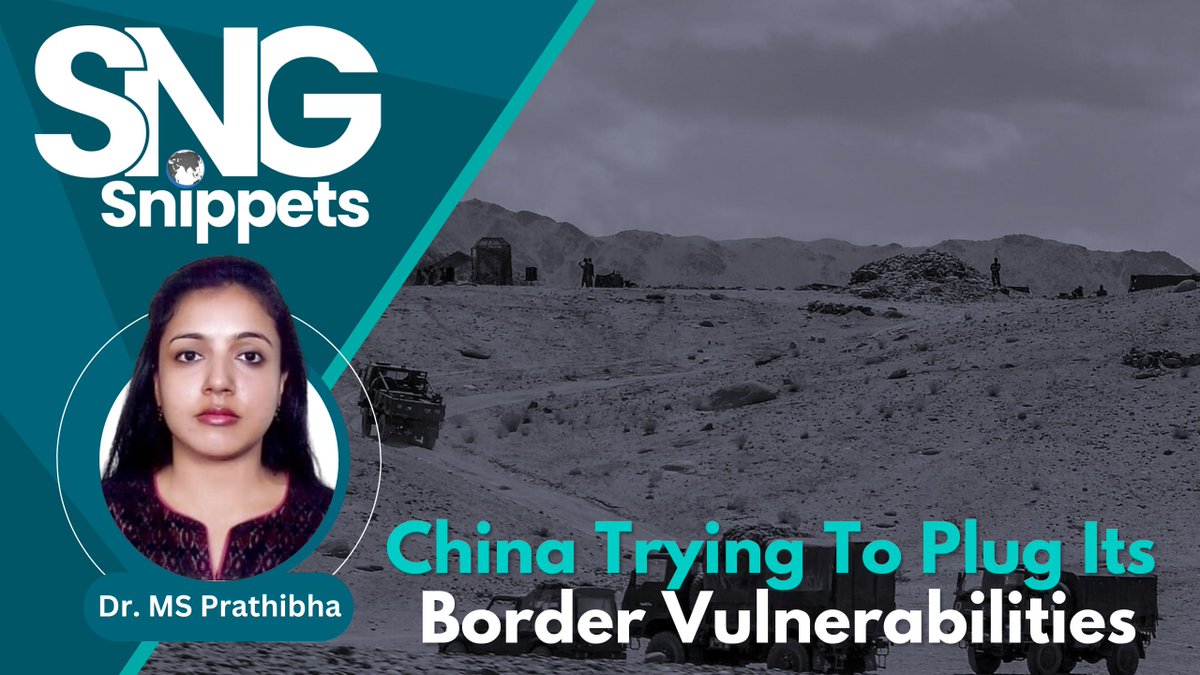 SNG
Snippets
Dr. MS Prathibha
China Trying To Plug Its
Border Vulnerabilities